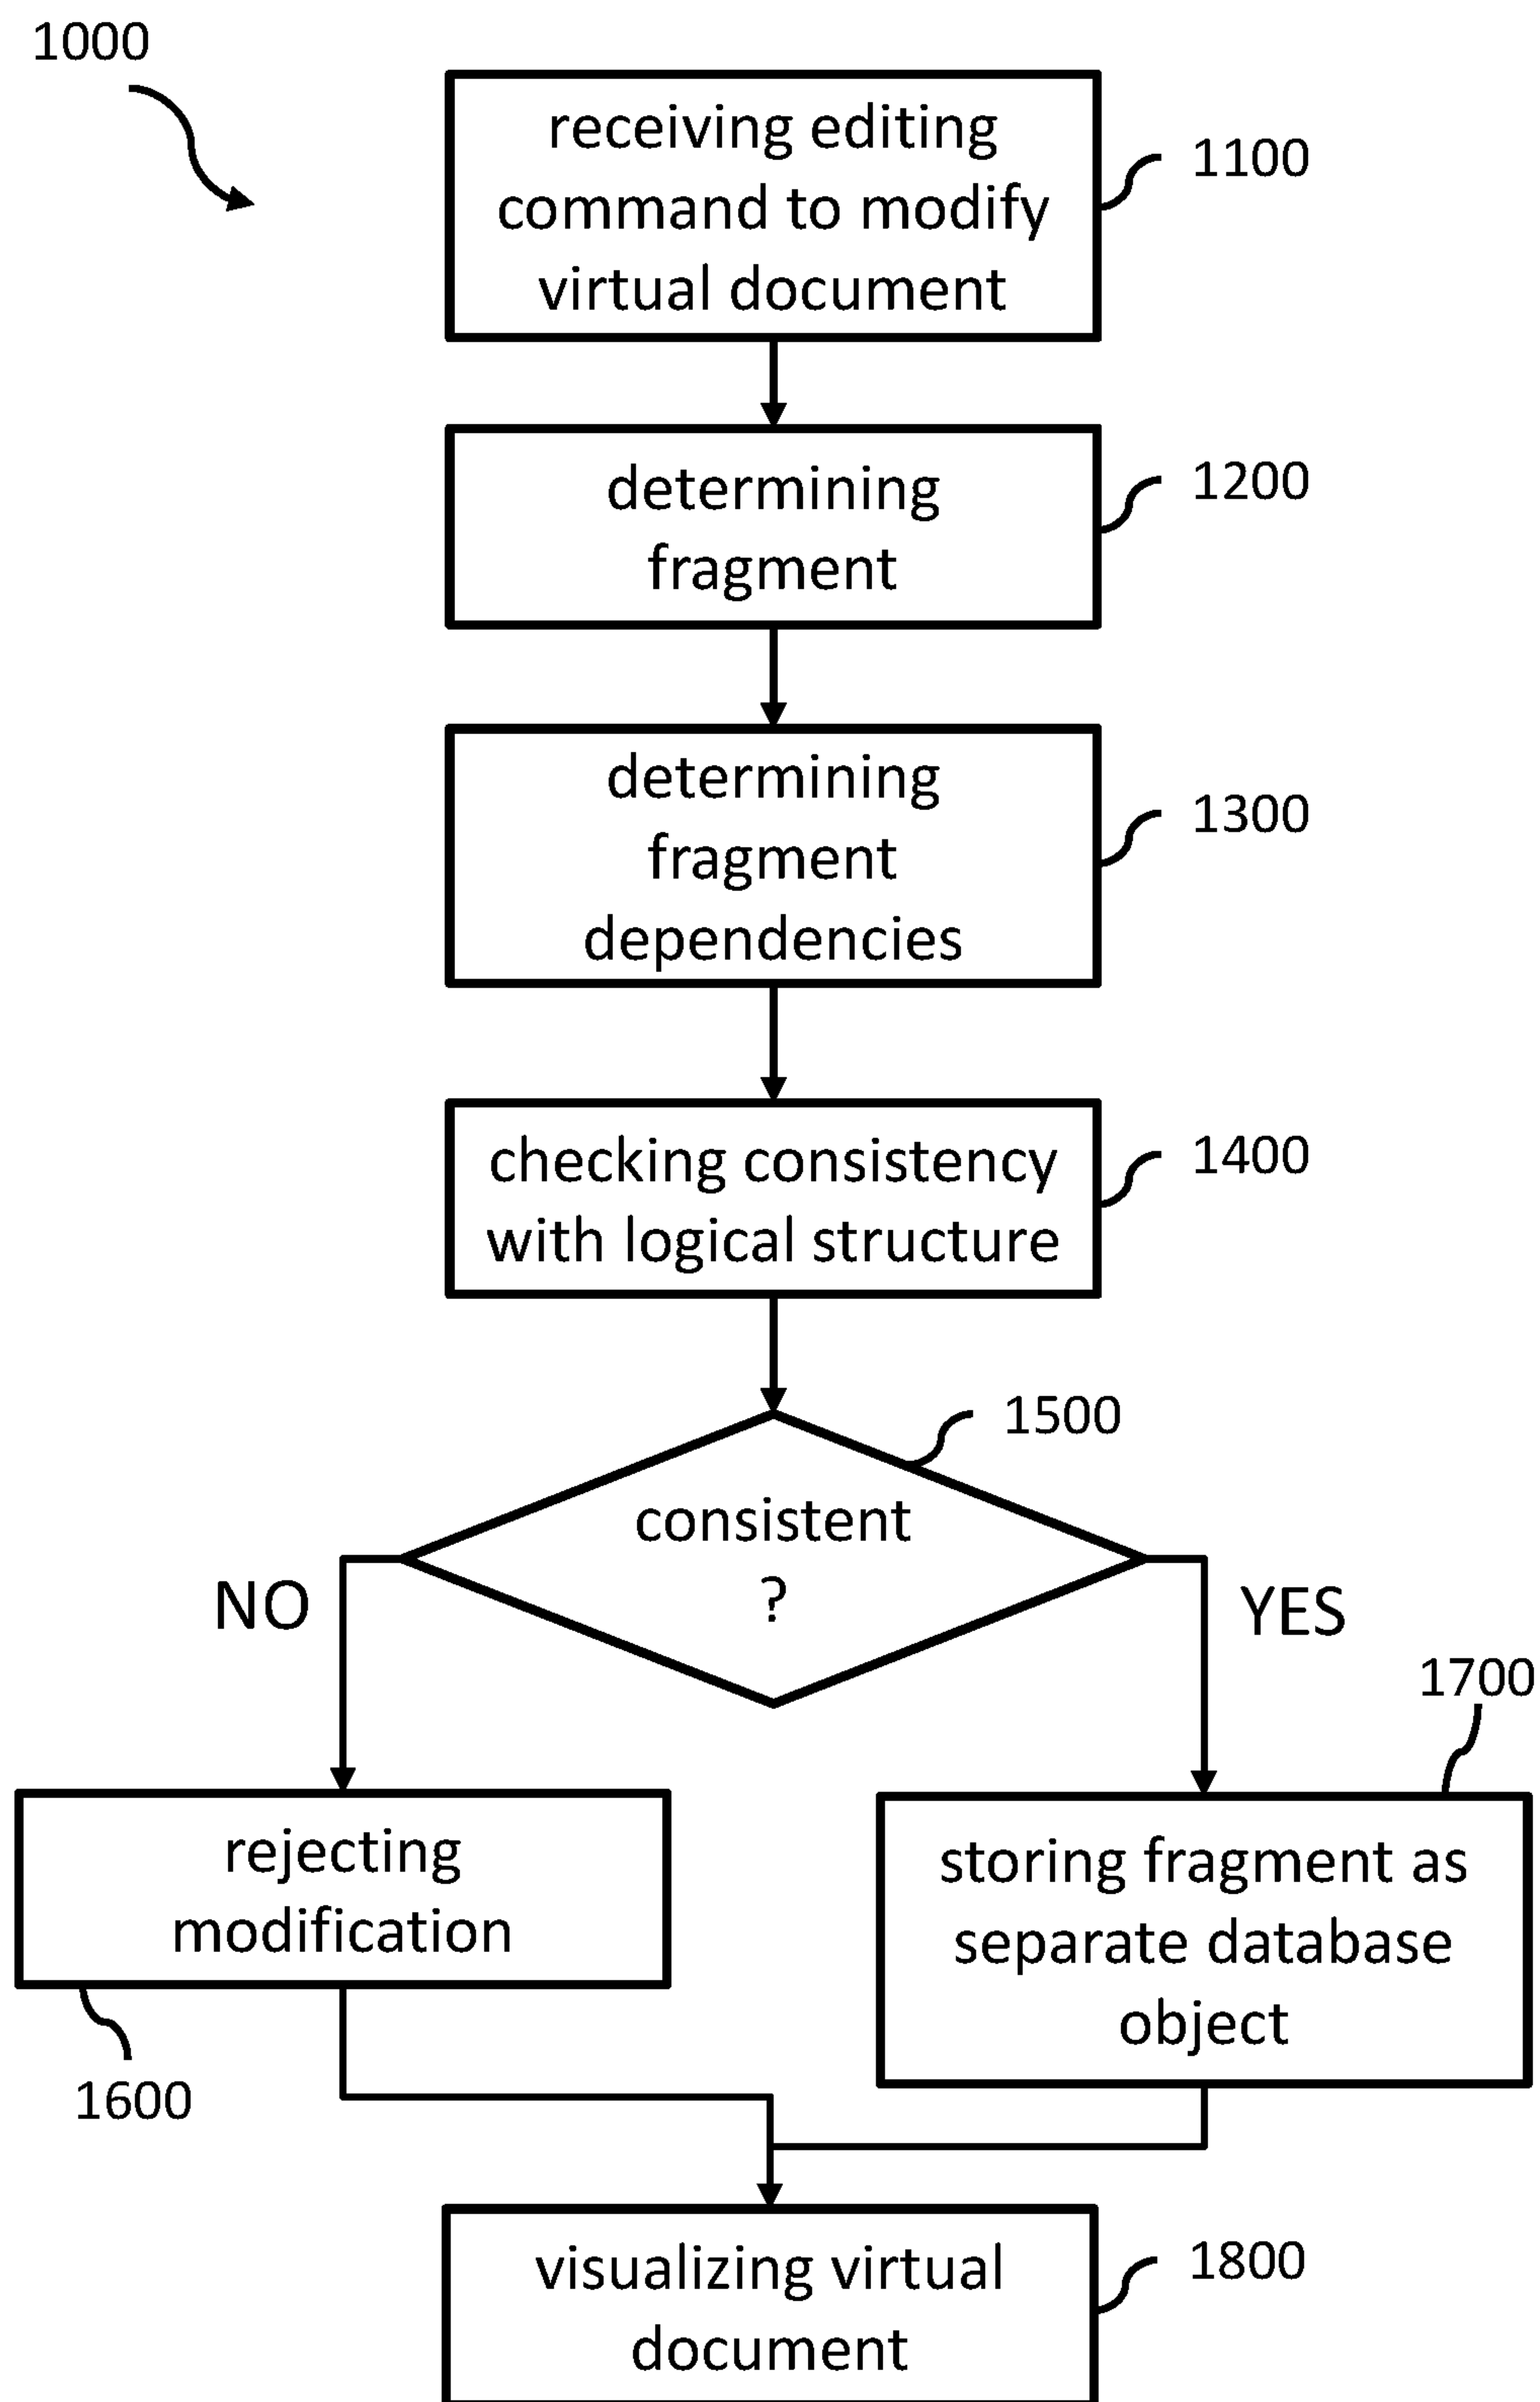 1000
receiving editing
command to modify
virtual document
1100
determining
fragment
1200
determining
fragment
dependencies
1300
checking consistency
with logical structure
1400
1500
consistent
?
NO
YES
1700
rejecting
modification
storing fragment as
separate database
object
1600
visualizing virtual
document
1800